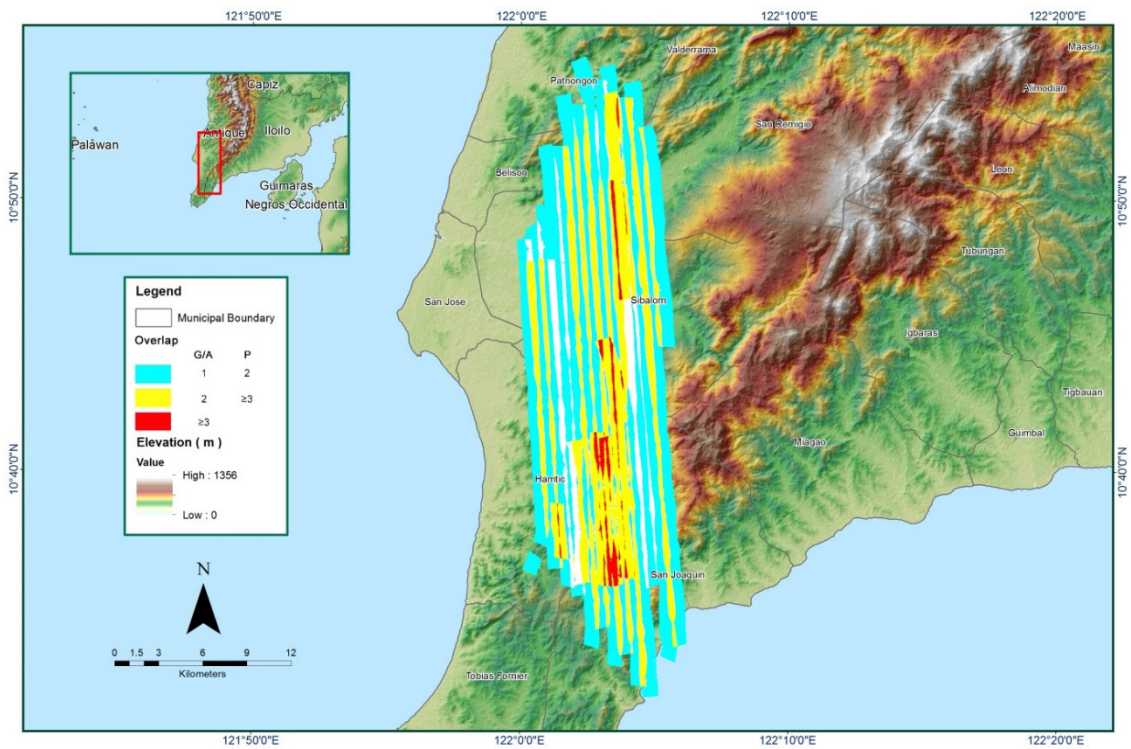 121°50'0"E
122°0'0"E
122°10'0"E
122°20'0"E
Valderrama
Maasin
Capiz
Patnongon
Alimodian
San Remigio
Antique
Iloilo
Palawan
Leon
Belison
Guimaras
Negros Occidental
10°50'0"N
10°50'0"N
Tubungan
Legend
San Jose
Sibalom
Municipal Boundary
Overlap
Igbaras
G/A P
1 2
2 ≥3
≥3
Tigbauan
Elevation ( m )
Guimbal
Value
Miagao
High : 1356
10°40'0"N
10°40'0"N
Hamtic
Low : 0
N
San Joaquin
0 1.5 3 6 9 12
Kilometers
Tobias Fornier
121°50'0"E
122°0'0"E
122°10'0"E
122°20'0"E